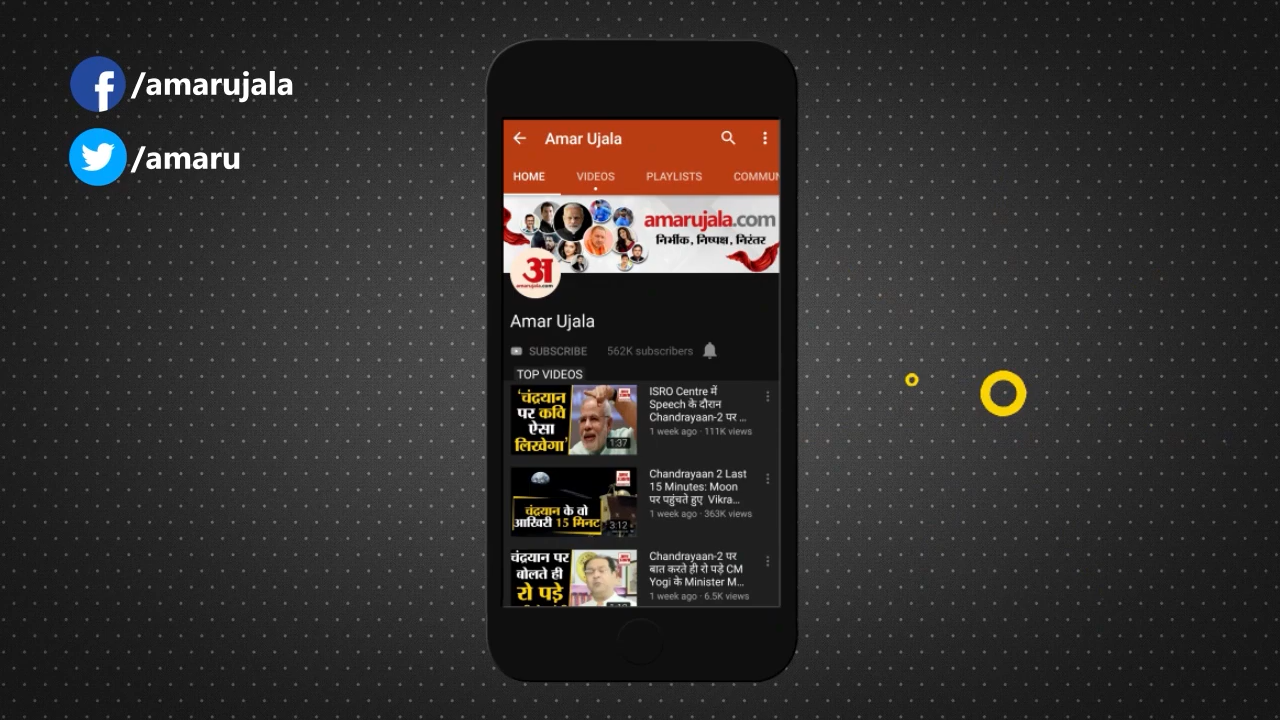 /amarujala
/amaru
Amar Ujala
HOME VIDEOS PLAYLISTS COMMUN
amarujala.com
निर्भीक, निष्पक्ष, निरंतर
अ
amarujala.com
Amar Ujala
SUBSCRIBE 562K subscribers
TOP VIDEOS
'चंद्रयान
पर कवि
ऐसा
लिखेगा'
1:37
ISRO Centre में
Speech के दौरान
Chandrayaan-2 पर ...
1 week ago · 111K views
चंद्रयान के वो
आखिरी 15 मिनट
3:12
Chandrayaan 2 Last
15 Minutes: Moon
पर पहुंचते हुए Vikra...
1 week ago · 363K views
चंद्रयान पर
बोलते ही
रो पड़े
Chandrayaan-2 पर
बात करते ही रो पड़े CM
Yogi के Minister M...
1 week ago · 6.5K views